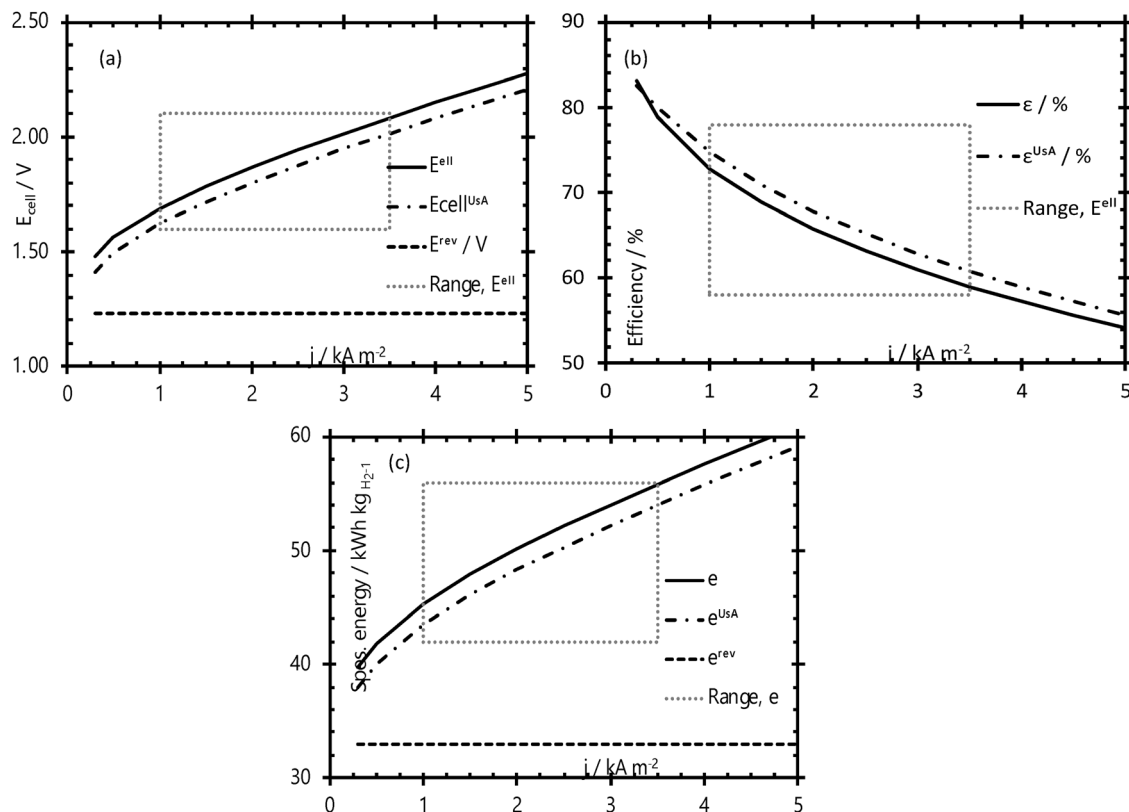 2.50
2.00
1.50
1.00
E_cell / V
(a)
E^ell
Ecell^UsA
E^rev / V
Range, E^ell
j / kA m⁻²
0 1 2 3 4 5
90
80
70
60
50
Efficiency / %
(b)
ε / %
ε^UsA / %
Range, E^ell
j / kA m⁻²
0 1 2 3 4 5
60
50
40
30
Spes. energy / kWh kg_H2-1
(c)
e
e^UsA
e^rev
Range, e
j / kA m⁻²
0 1 2 3 4 5